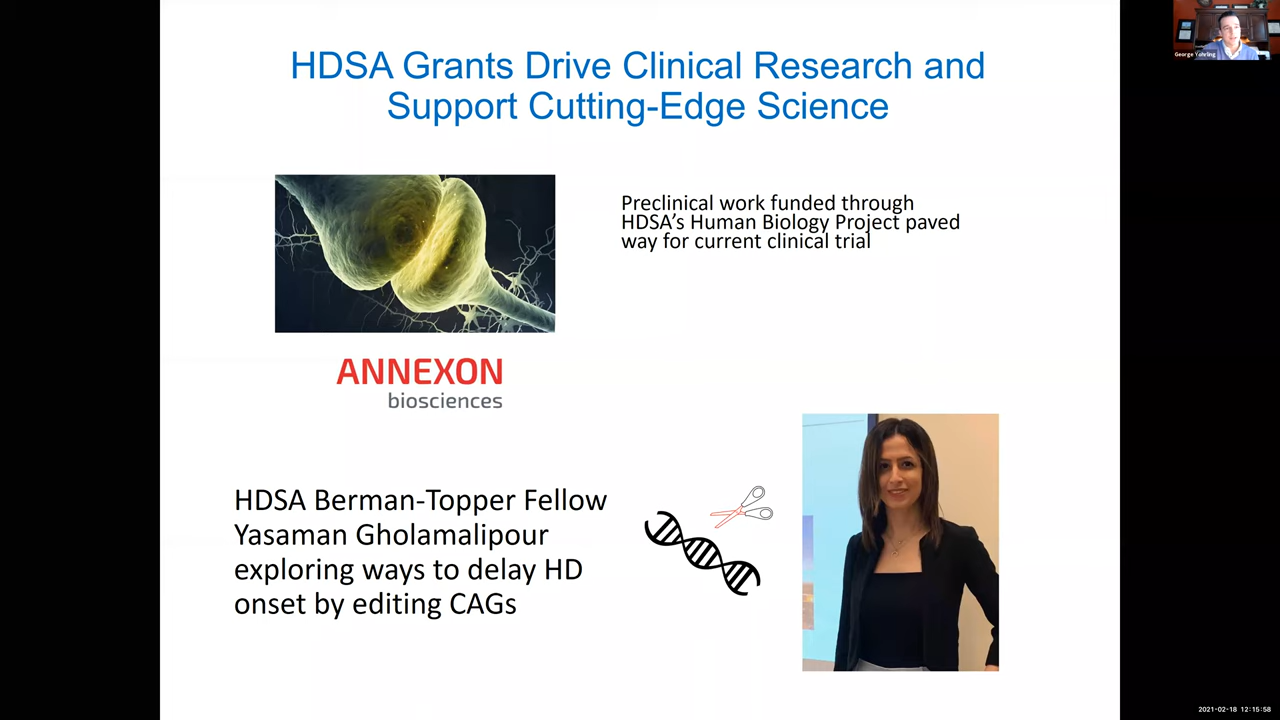 HDSA Grants Drive Clinical Research and
Support Cutting-Edge Science
George Yohrling
Preclinical work funded through
HDSA's Human Biology Project paved
way for current clinical trial
ANNEXON
biosciences
HDSA Berman-Topper Fellow
Yasaman Gholamalipour
exploring ways to delay HD
onset by editing CAGs
2021-02-18 12:15:58